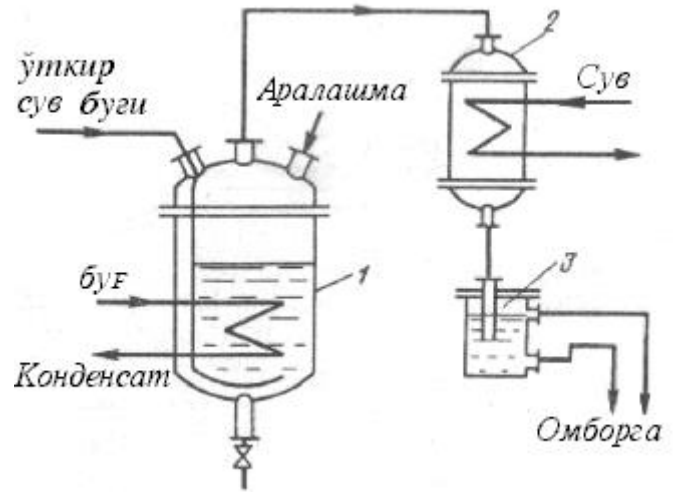 ўткир
сув буги
Аралашма
2
Сув
1
3
буғ
Конденсат
Омборга